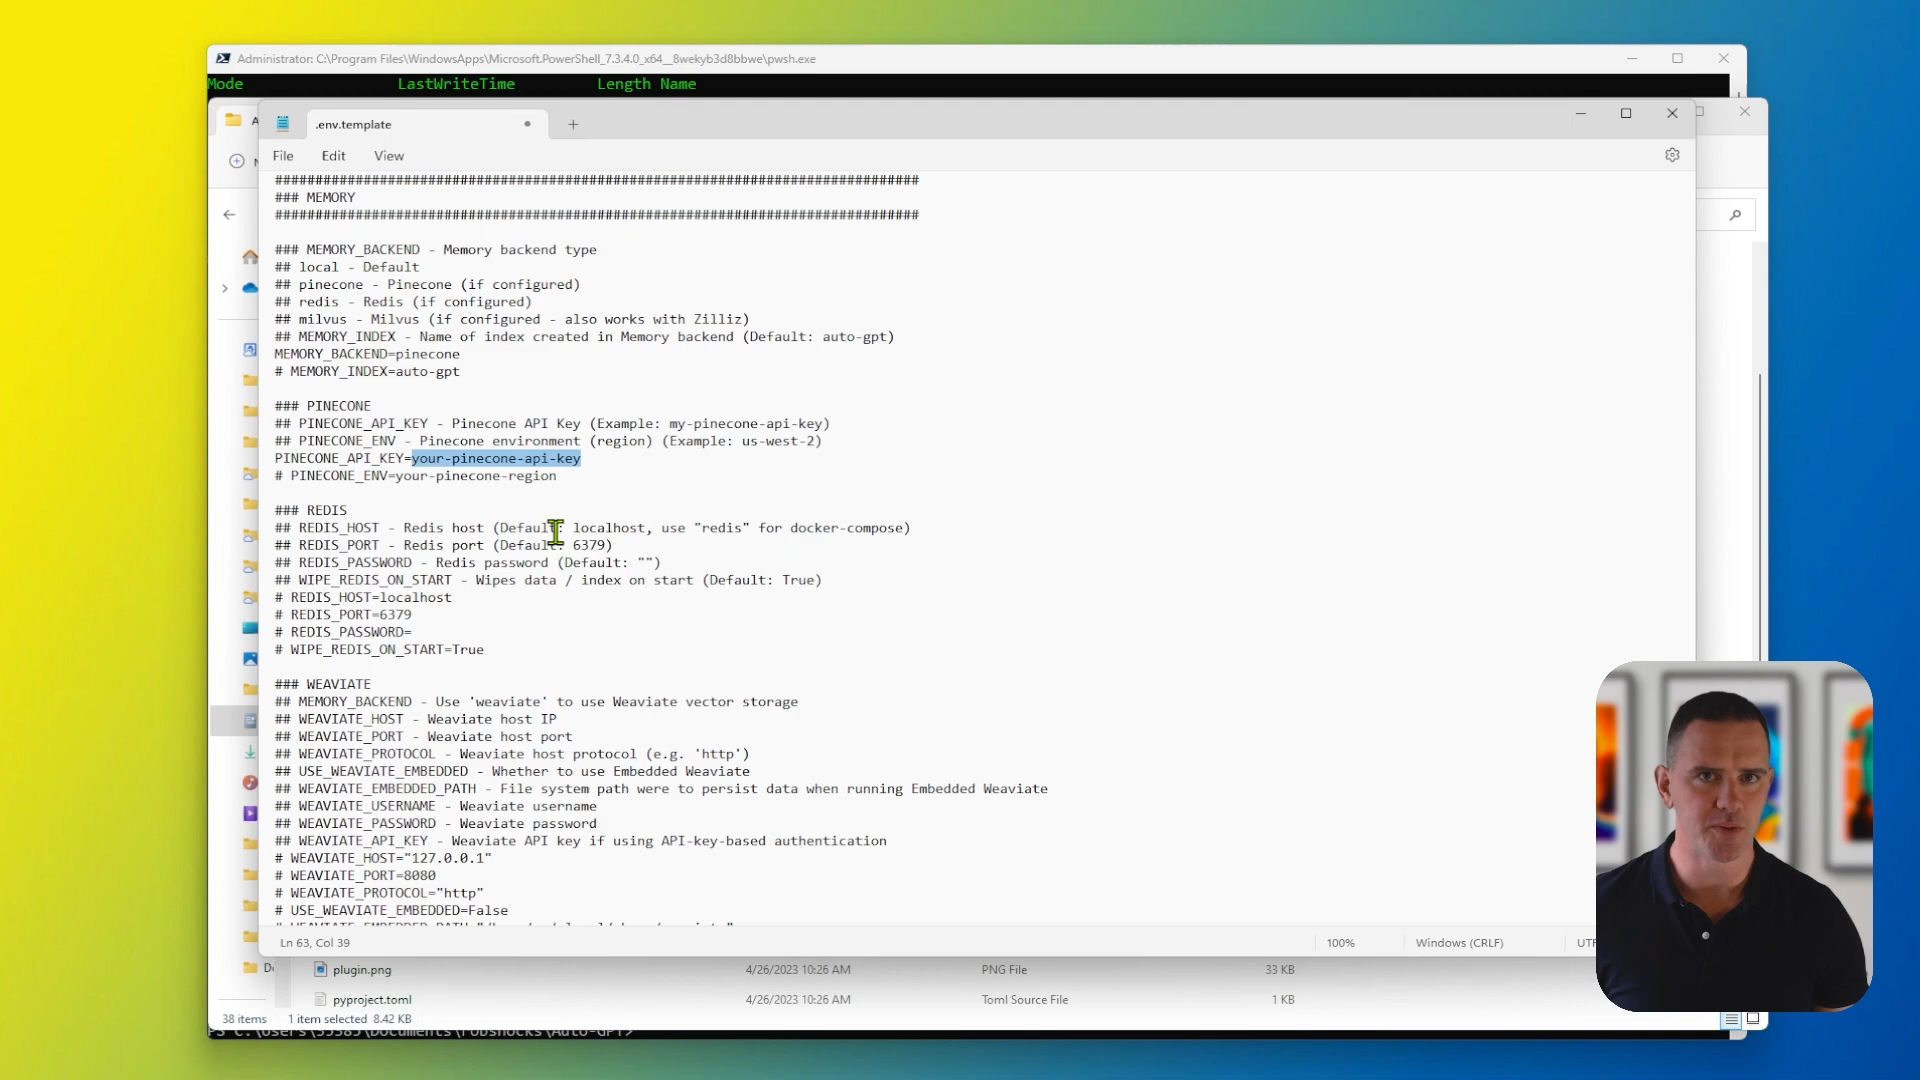 Administrator: C:\Program Files\WindowsApps\Microsoft.PowerShell_7.3.4.0_x64__8wekyb3d8bbwe\pwsh.exe
Mode LastWriteTime Length Name
.env.template
File Edit View
################################################################################
### MEMORY
################################################################################
### MEMORY_BACKEND - Memory backend type
## local - Default
## pinecone - Pinecone (if configured)
## redis - Redis (if configured)
## milvus - Milvus (if configured - also works with Zilliz)
## MEMORY_INDEX - Name of index created in Memory backend (Default: auto-gpt)
MEMORY_BACKEND=pinecone
# MEMORY_INDEX=auto-gpt
### PINECONE
## PINECONE_API_KEY - Pinecone API Key (Example: my-pinecone-api-key)
## PINECONE_ENV - Pinecone environment (region) (Example: us-west-2)
PINECONE_API_KEY=your-pinecone-api-key
# PINECONE_ENV=your-pinecone-region
### REDIS
## REDIS_HOST - Redis host (Default: localhost, use "redis" for docker-compose)
## REDIS_PORT - Redis port (Default: 6379)
## REDIS_PASSWORD - Redis password (Default: "")
## WIPE_REDIS_ON_START - Wipes data / index on start (Default: True)
# REDIS_HOST=localhost
# REDIS_PORT=6379
# REDIS_PASSWORD=
# WIPE_REDIS_ON_START=True
### WEAVIATE
## MEMORY_BACKEND - Use 'weaviate' to use Weaviate vector storage
## WEAVIATE_HOST - Weaviate host IP
## WEAVIATE_PORT - Weaviate host port
## WEAVIATE_PROTOCOL - Weaviate host protocol (e.g. 'http')
## USE_WEAVIATE_EMBEDDED - Whether to use Embedded Weaviate
## WEAVIATE_EMBEDDED_PATH - File system path were to persist data when running Embedded Weaviate
## WEAVIATE_USERNAME - Weaviate username
## WEAVIATE_PASSWORD - Weaviate password
## WEAVIATE_API_KEY - Weaviate API key if using API-key-based authentication
# WEAVIATE_HOST="127.0.0.1"
# WEAVIATE_PORT=8080
# WEAVIATE_PROTOCOL="http"
# USE_WEAVIATE_EMBEDDED=False
Ln 63, Col 39 100% Windows (CRLF) UTF
plugin.png 4/26/2023 10:26 AM PNG File 33 KB
pyproject.toml 4/26/2023 10:26 AM Toml Source File 1 KB
38 items 1 item selected 8.42 KB